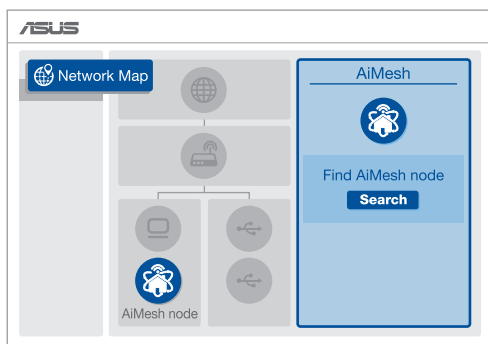 ASUS
Network Map
AiMesh
Find AiMesh node
Search
AiMesh node